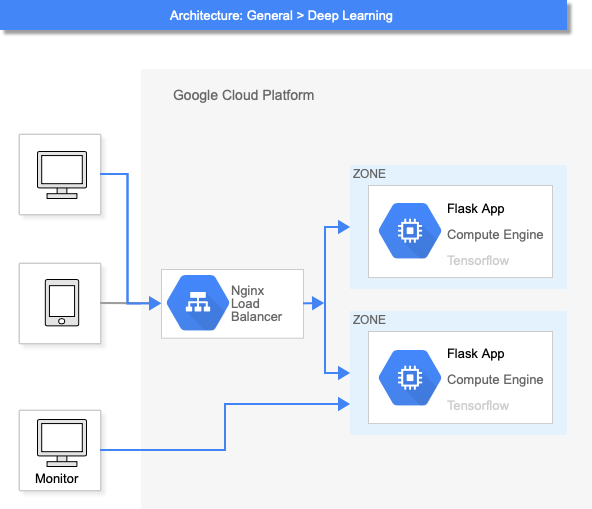 Architecture: General > Deep Learning
Google Cloud Platform
ZONE
Flask App
Compute Engine
Tensorflow
Nginx
Load
Balancer
ZONE
Flask App
Compute Engine
Tensorflow
Monitor